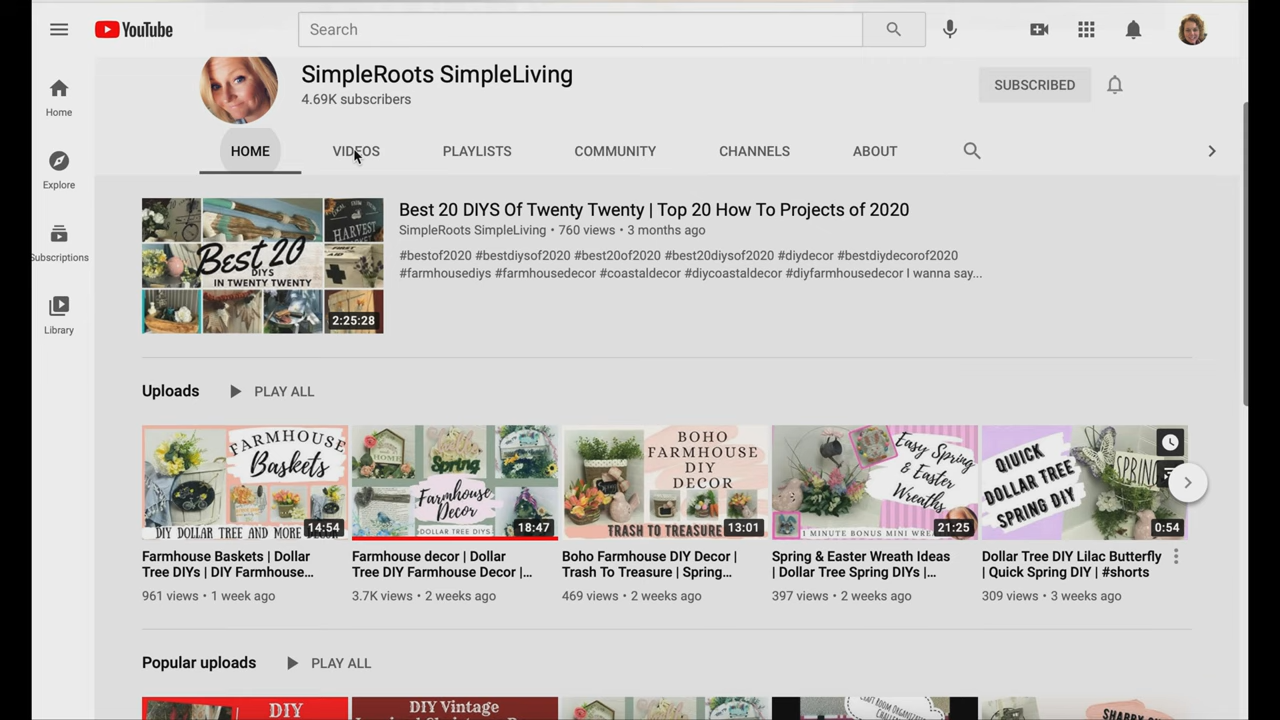 YouTube
Search
SimpleRoots SimpleLiving
4.69K subscribers
SUBSCRIBED
Home
Explore
Subscriptions
Library
HOME VIDEOS PLAYLISTS COMMUNITY CHANNELS ABOUT
Best 20
DIYS
IN TWENTY TWENTY
HARVEST
2:25:28
Best 20 DIYS Of Twenty Twenty | Top 20 How To Projects of 2020
SimpleRoots SimpleLiving • 760 views • 3 months ago
#bestof2020 #bestdiysof2020 #best20of2020 #best20diysof2020 #diydecor #bestdiydecorof2020
#farmhousediys #farmhousedecor #coastaldecor #diycoastaldecor #diyfarmhousedecor I wanna say...
Uploads PLAY ALL
FARMHOUSE
Baskets
DIY DOLLAR TREE AND MORE DECOR
14:54
Farmhouse Baskets | Dollar
Tree DIYs | DIY Farmhouse...
961 views • 1 week ago
HOME
Spring
Farmhouse
Decor
DOLLAR TREE DIYS
18:47
Farmhouse decor | Dollar
Tree DIY Farmhouse Decor |...
3.7K views • 2 weeks ago
BOHO
FARMHOUSE
DIY
DECOR
TRASH TO TREASURE
13:01
Boho Farmhouse DIY Decor |
Trash To Treasure | Spring...
469 views • 2 weeks ago
Easy Spring
& Easter
Wreaths
1 MINUTE BONUS MINI WRE
21:25
Spring & Easter Wreath Ideas
| Dollar Tree Spring DIYs |...
397 views • 2 weeks ago
QIUICK
DOLLAR TREE
SPRING DIY
SPRING
0:54
Dollar Tree DIY Lilac Butterfly
| Quick Spring DIY | #shorts
309 views • 3 weeks ago
Popular uploads PLAY ALL
DIY
DIY Vintage